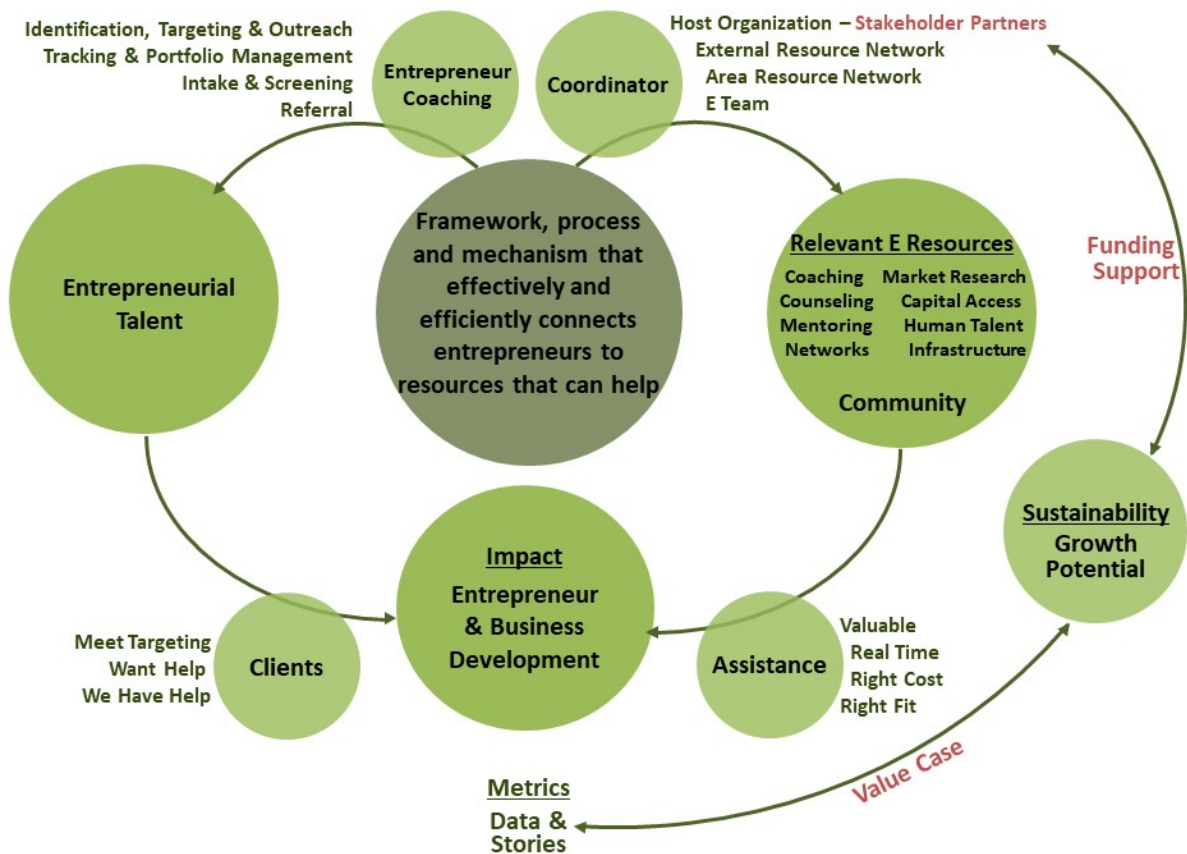 Identification, Targeting & Outreach
Tracking & Portfolio Management
Intake & Screening
Referral
Entrepreneur
Coaching
Coordinator
Host Organization – Stakeholder Partners
External Resource Network
Area Resource Network
E Team
Entrepreneurial
Talent
Framework, process
and mechanism that
effectively and
efficiently connects
entrepreneurs to
resources that can help
Relevant E Resources
Coaching Market Research
Counseling Capital Access
Mentoring Human Talent
Networks Infrastructure
Community
Funding
Support
Sustainability
Growth
Potential
Impact
Entrepreneur
& Business
Development
Meet Targeting
Want Help
We Have Help
Clients
Assistance
Valuable
Real Time
Right Cost
Right Fit
Value Case
Metrics
Data &
Stories